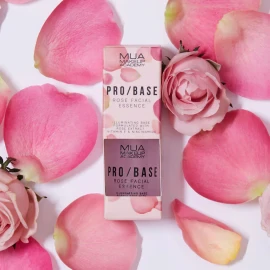 MUA
MAKEUP
ACADEMY
PRO/BASE
ROSE FACIAL
ESSENCE
MUA
MAKEUP
ACADEMY
PRO/BASE
ROSE FACIAL
ESSENCE